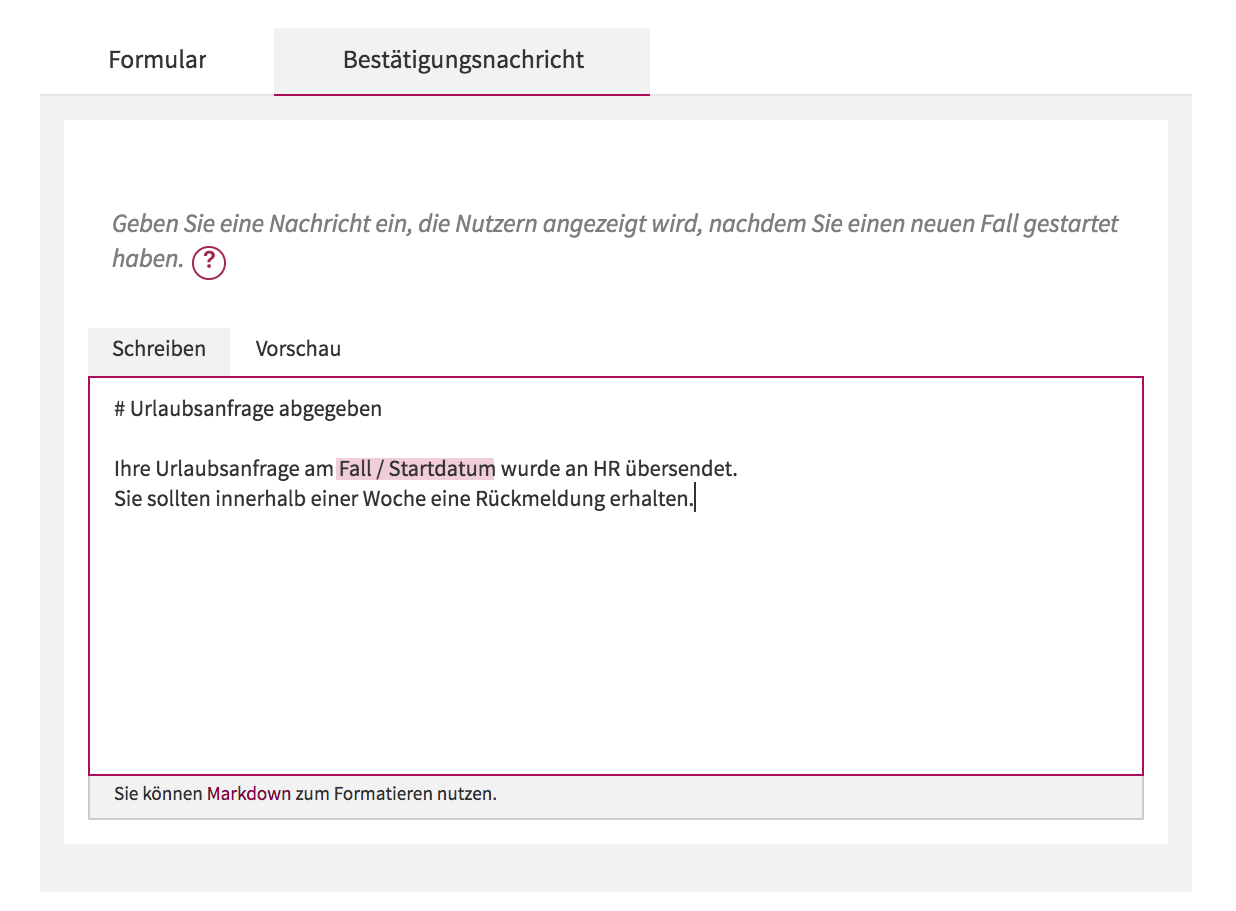 Formular
Bestätigungsnachricht
Geben Sie eine Nachricht ein, die Nutzern angezeigt wird, nachdem Sie einen neuen Fall gestartet
haben. ?
Schreiben
Vorschau
# Urlaubsanfrage abgegeben
Ihre Urlaubsanfrage am Fall / Startdatum wurde an HR übersendet.
Sie sollten innerhalb einer Woche eine Rückmeldung erhalten.
Sie können Markdown zum Formatieren nutzen.